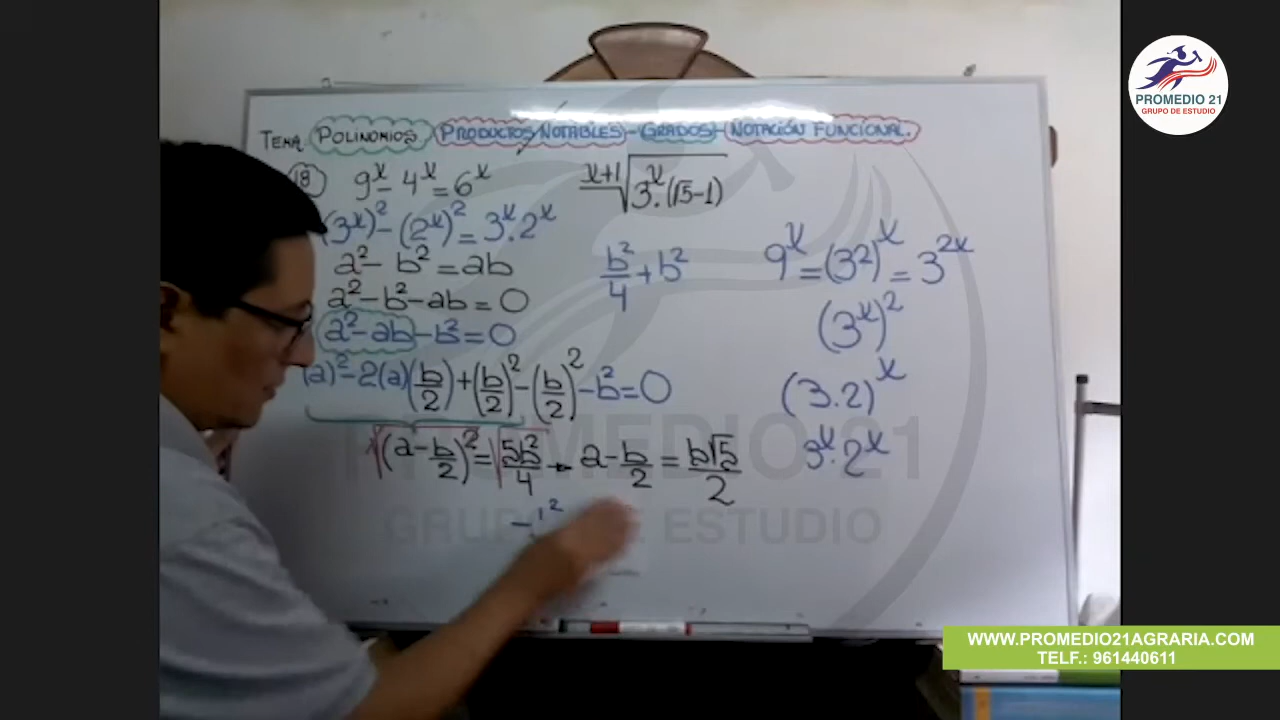 PROMEDIO 21
GRUPO DE ESTUDIO
TEMA POLINOMIOS PRODUCTOS NOTABLES - GRADOS - NOTACIÓN FUNCIONAL.
18 9^x - 4^x = 6^x
^{x+1}√(3^x.(√5-1))
(3^x)^2 - (2^x)^2 = 3^x.2^x
a^2 - b^2 = ab
a^2 - b^2 - ab = 0
a^2 - ab - b^2 = 0
(a)^2 - 2(a)(b/2) + (b/2)^2 - (b/2)^2 - b^2 = 0
√(a - b/2)^2 = √5b^2/4 → a - b/2 = b√5/2
b^2/4 + b^2
9^x = (3^2)^x = 3^{2x}
(3^x)^2
(3.2)^x
3^x.2^x
PROMEDIO 21
GRUPO DE ESTUDIO
WWW.PROMEDIO21AGRARIA.COM
TELF.: 961440611